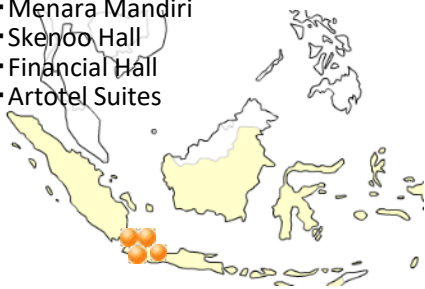 ▪Menara Mandiri
▪Skenoo Hall
▪Financial Hall
▪Artotel Suites